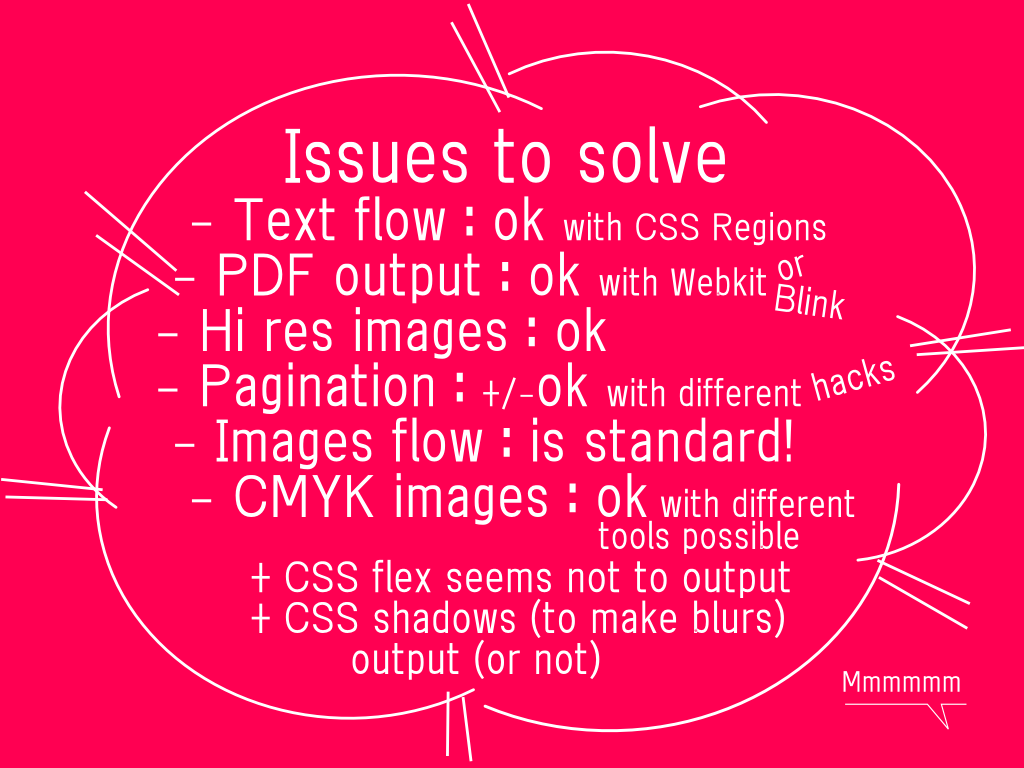 Issues to solve
- Text flow : ok with CSS Regions
- PDF output : ok with Webkit or Blink
- Hi res images : ok
- Pagination : +/-ok with different hacks
- Images flow : is standard!
- CMYK images : ok with different
tools possible
+ CSS flex seems not to output
+ CSS shadows (to make blurs)
output (or not)
Mmmmmm